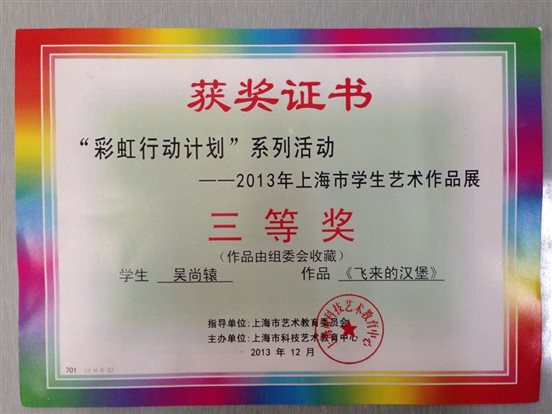 获奖证书
“彩虹行动计划”系列活动
——2013年上海市学生艺术作品展
三等奖
(作品由组委会收藏)
学生 吴尚辕 作品 《飞来的汉堡》
指导单位:上海市艺术教育委员会
主办单位:上海市科技艺术教育中心
2013 年 12 月
701